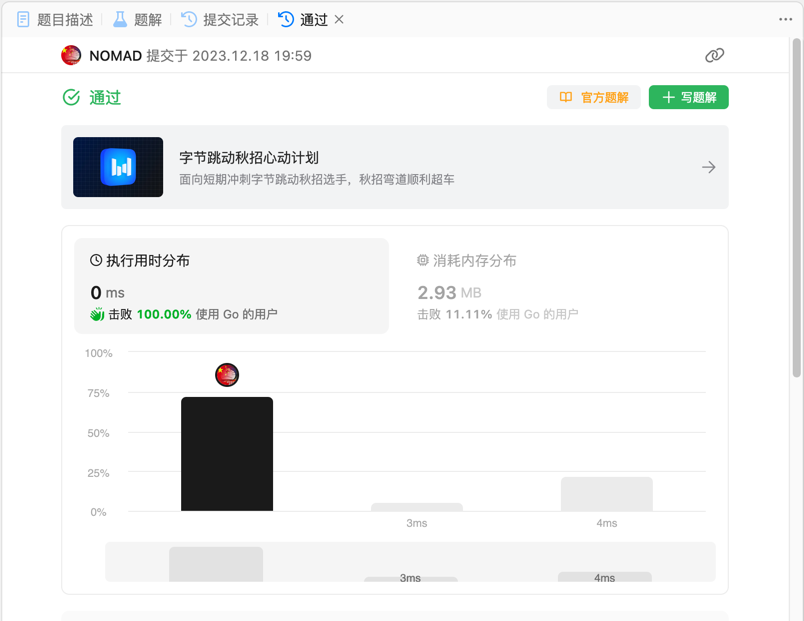 题目描述 题解 提交记录 通过
NOMAD 提交于 2023.12.18 19:59
通过
官方题解 写题解
字节跳动秋招心动计划
面向短期冲刺字节跳动秋招选手，秋招弯道顺利超车
执行用时分布
0 ms
击败 100.00% 使用 Go 的用户
消耗内存分布
2.93 MB
击败 11.11% 使用 Go 的用户
100%
75%
50%
25%
0%
3ms 4ms
3ms 4ms